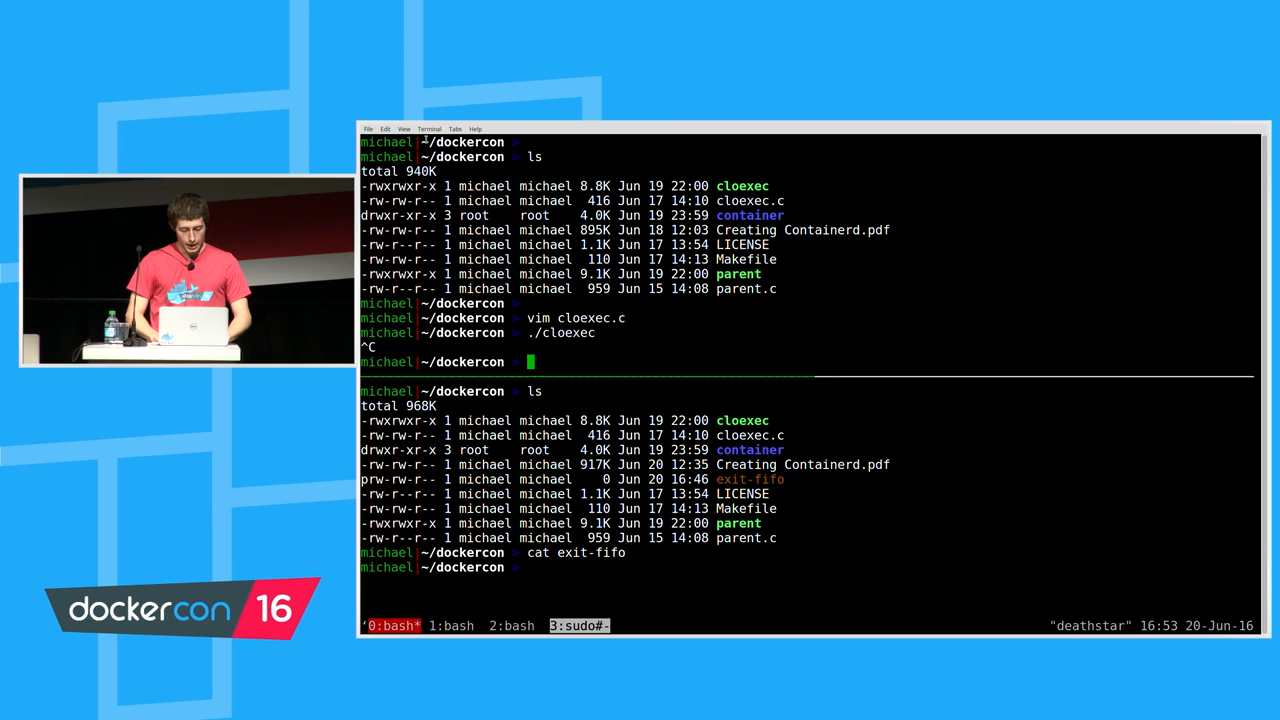 File Edit View Terminal Tabs Help
michael|~/dockercon >
michael|~/dockercon > ls
total 940K
-rwxrwxr-x 1 michael michael 8.8K Jun 19 22:00 cloexec
-rw-rw-r-- 1 michael michael  416 Jun 17 14:10 cloexec.c
drwxr-xr-x 3 root    root    4.0K Jun 19 23:59 container
-rw-rw-r-- 1 michael michael 895K Jun 18 12:03 Creating Containerd.pdf
-rw-r--r-- 1 michael michael 1.1K Jun 17 13:54 LICENSE
-rw-rw-r-- 1 michael michael  110 Jun 17 14:13 Makefile
-rwxrwxr-x 1 michael michael 9.1K Jun 19 22:00 parent
-rw-rw-r-- 1 michael michael  959 Jun 15 14:08 parent.c
michael|~/dockercon >
michael|~/dockercon > vim cloexec.c
michael|~/dockercon > ./cloexec
^C
michael|~/dockercon >
michael|~/dockercon > ls
total 968K
-rwxrwxr-x 1 michael michael 8.8K Jun 19 22:00 cloexec
-rw-rw-r-- 1 michael michael  416 Jun 17 14:10 cloexec.c
drwxr-xr-x 3 root    root    4.0K Jun 19 23:59 container
-rw-rw-r-- 1 michael michael 917K Jun 20 12:35 Creating Containerd.pdf
prw-rw-r-- 1 michael michael    0 Jun 20 16:46 exit-fifo
-rw-r--r-- 1 michael michael 1.1K Jun 17 13:54 LICENSE
-rw-rw-r-- 1 michael michael  110 Jun 17 14:13 Makefile
-rwxrwxr-x 1 michael michael 9.1K Jun 19 22:00 parent
-rw-rw-r-- 1 michael michael  959 Jun 15 14:08 parent.c
michael|~/dockercon > cat exit-fifo
michael|~/dockercon >
'0:bash* 1:bash  2:bash  3:sudo#- "deathstar" 16:53 20-Jun-16
dockercon 16